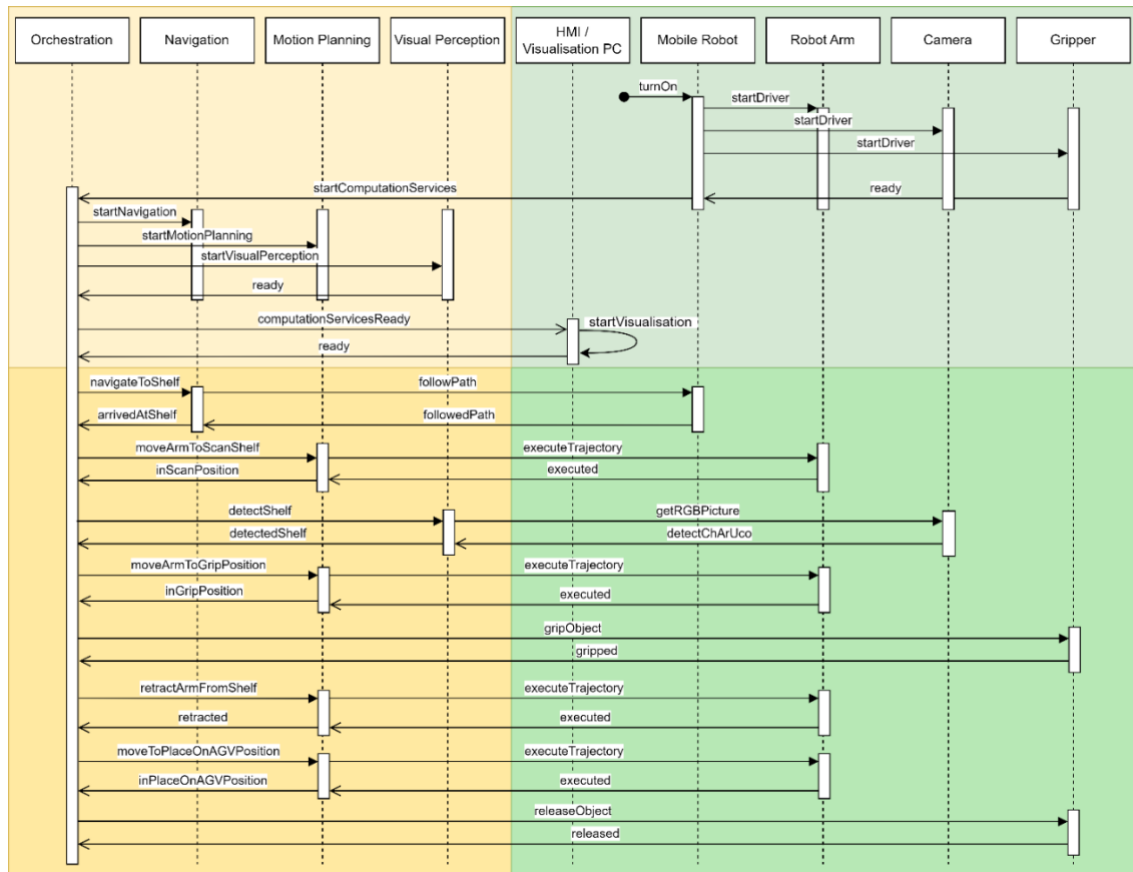 Orchestration
Navigation
Motion Planning
Visual Perception
HMI /
Visualisation PC
Mobile Robot
Robot Arm
Camera
Gripper
turnOn
startDriver
startDriver
startDriver
startComputationServices
ready
startNavigation
startMotionPlanning
startVisualPerception
ready
computationServicesReady
startVisualisation
ready
navigateToShelf
followPath
arrivedAtShelf
followedPath
moveArmToScanShelf
executeTrajectory
inScanPosition
executed
detectShelf
getRGBPicture
detectedShelf
detectChArUco
moveArmToGripPosition
executeTrajectory
inGripPosition
executed
gripObject
gripped
retractArmFromShelf
executeTrajectory
retracted
executed
moveToPlaceOnAGVPosition
executeTrajectory
inPlaceOnAGVPosition
executed
releaseObject
released